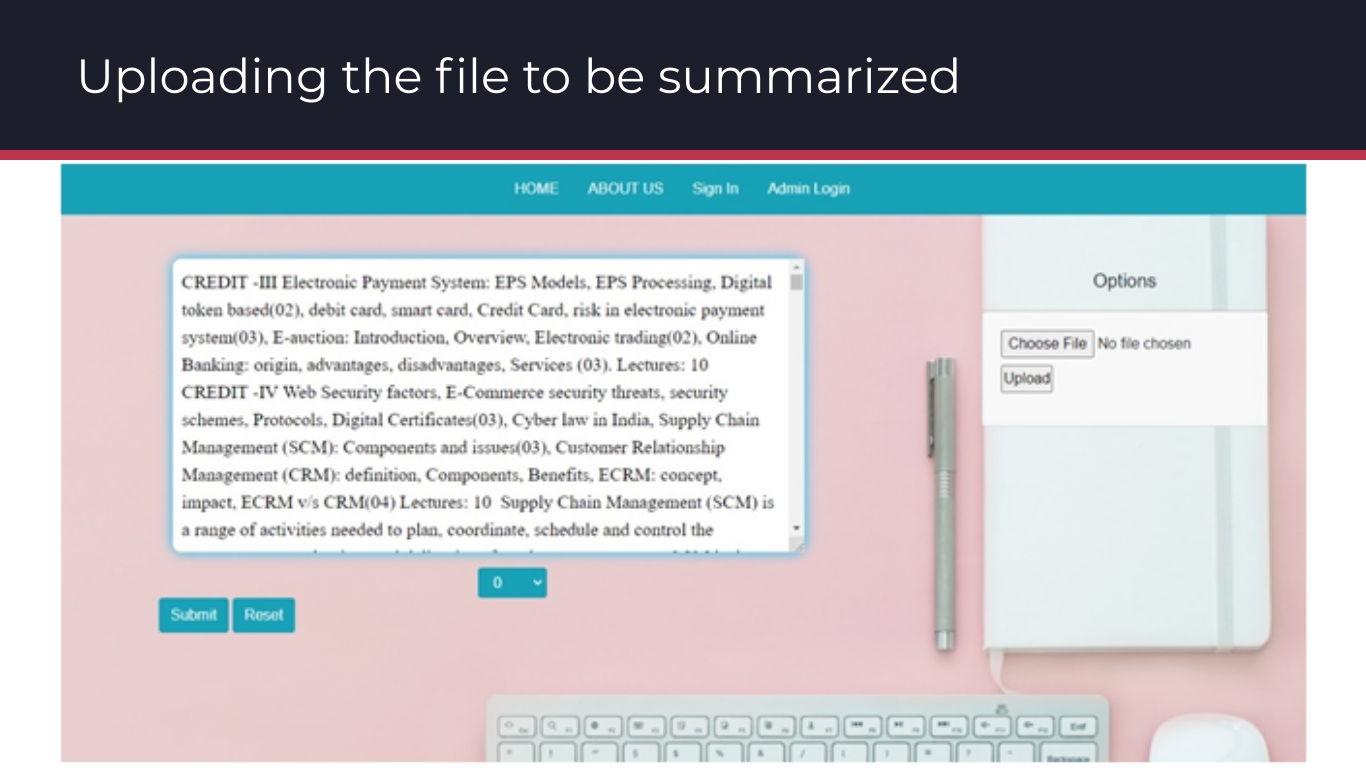 Uploading the file to be summarized
HOME ABOUT US Sign In Admin Login
CREDIT -III Electronic Payment System: EPS Models, EPS Processing, Digital
token based(02), debit card, smart card, Credit Card, risk in electronic payment
system(03), E-auction: Introduction, Overview, Electronic trading(02), Online
Banking: origin, advantages, disadvantages, Services (03). Lectures: 10
CREDIT -IV Web Security factors, E-Commerce security threats, security
schemes, Protocols, Digital Certificates(03), Cyber law in India, Supply Chain
Management (SCM): Components and issues(03), Customer Relationship
Management (CRM): definition, Components, Benefits, ECRM: concept,
impact, ECRM v/s CRM(04) Lectures: 10 Supply Chain Management (SCM) is
a range of activities needed to plan, coordinate, schedule and control the
Options
Choose File No file chosen
Upload
0
Submit Reset
End
Backspace